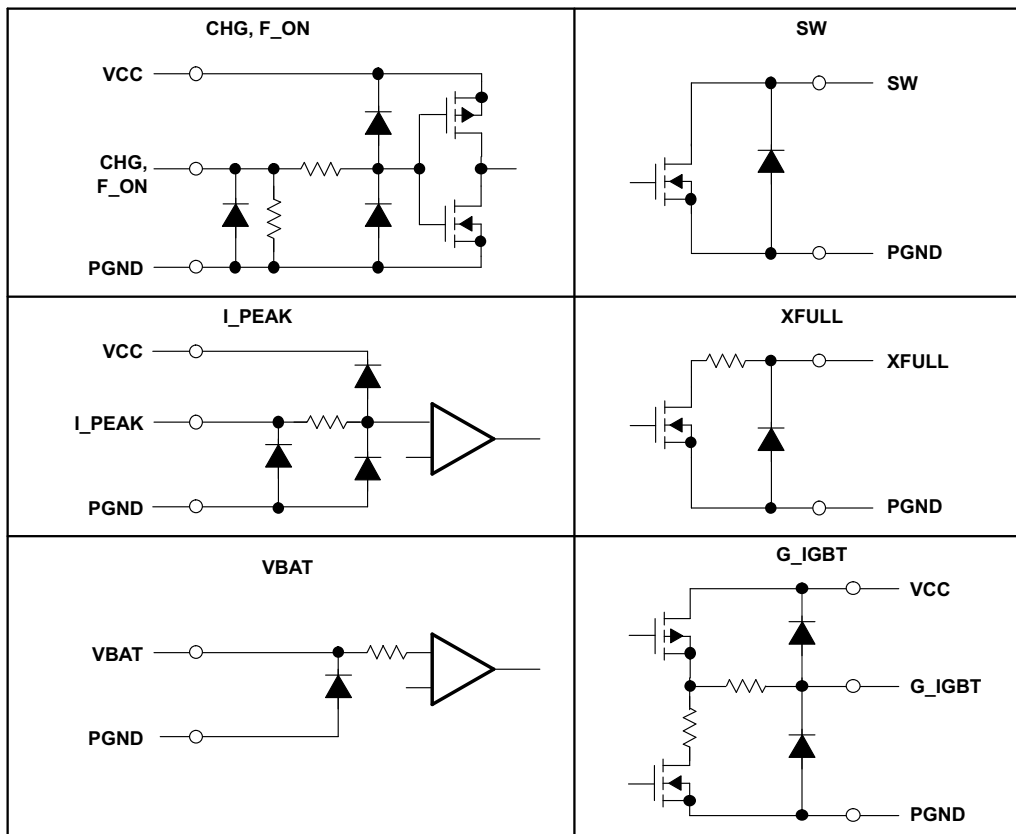 CHG, F_ON
VCC
CHG,
F_ON
PGND
SW
SW
PGND
I_PEAK
VCC
I_PEAK
PGND
XFULL
XFULL
PGND
VBAT
VBAT
PGND
G_IGBT
VCC
G_IGBT
PGND